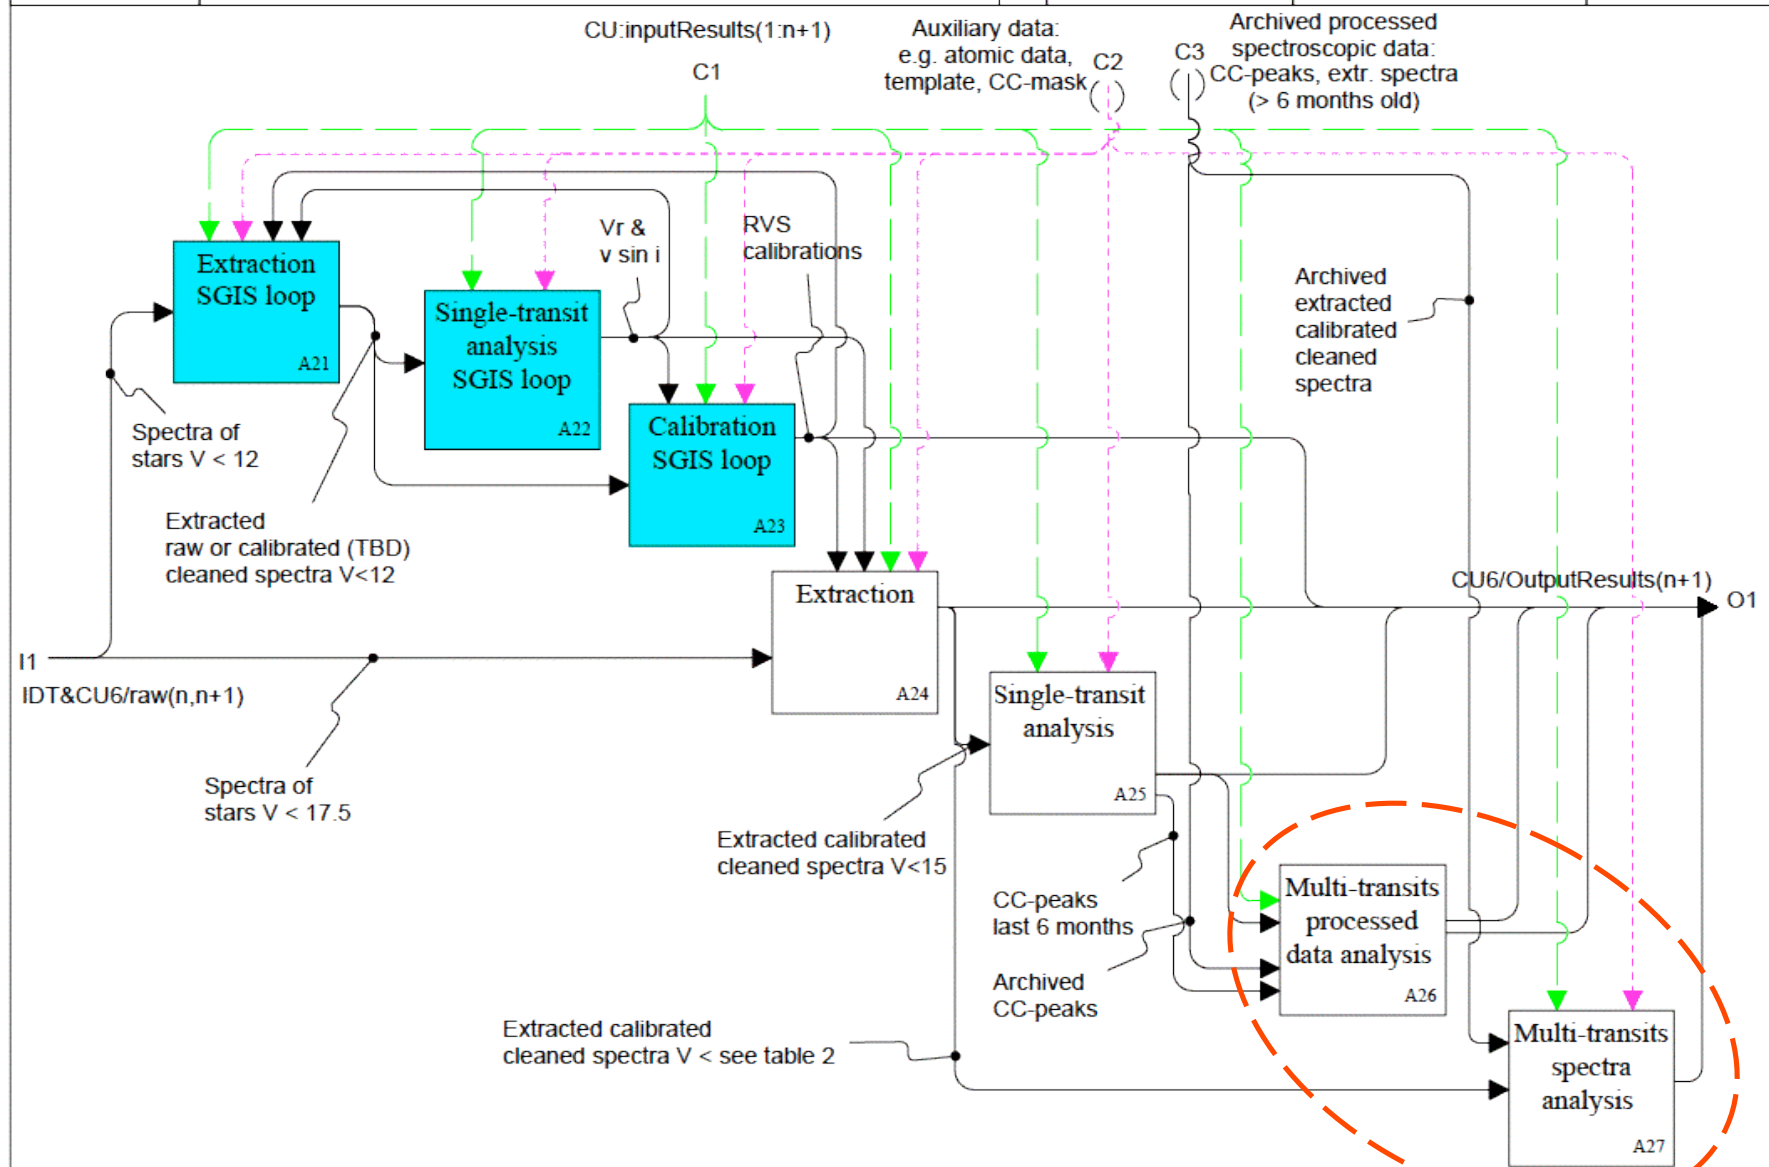 CU:inputResults(1:n+1)
C1
Auxiliary data:
e.g. atomic data,
template, CC-mask
C2
C3
Archived processed
spectroscopic data:
CC-peaks, extr. spectra
(> 6 months old)
Extraction
SGIS loop
A21
Single-transit
analysis
SGIS loop
A22
Vr &
v sin i
RVS
calibrations
Calibration
SGIS loop
A23
Archived
extracted
calibrated
cleaned
spectra
Spectra of
stars V < 12
Extracted
raw or calibrated (TBD)
cleaned spectra V<12
Extraction
A24
CU6/OutputResults(n+1)
O1
I1
IDT&CU6/raw(n,n+1)
Spectra of
stars V < 17.5
Single-transit
analysis
A25
Extracted calibrated
cleaned spectra V<15
CC-peaks
last 6 months
Archived
CC-peaks
Multi-transits
processed
data analysis
A26
Extracted calibrated
cleaned spectra V < see table 2
Multi-transits
spectra
analysis
A27